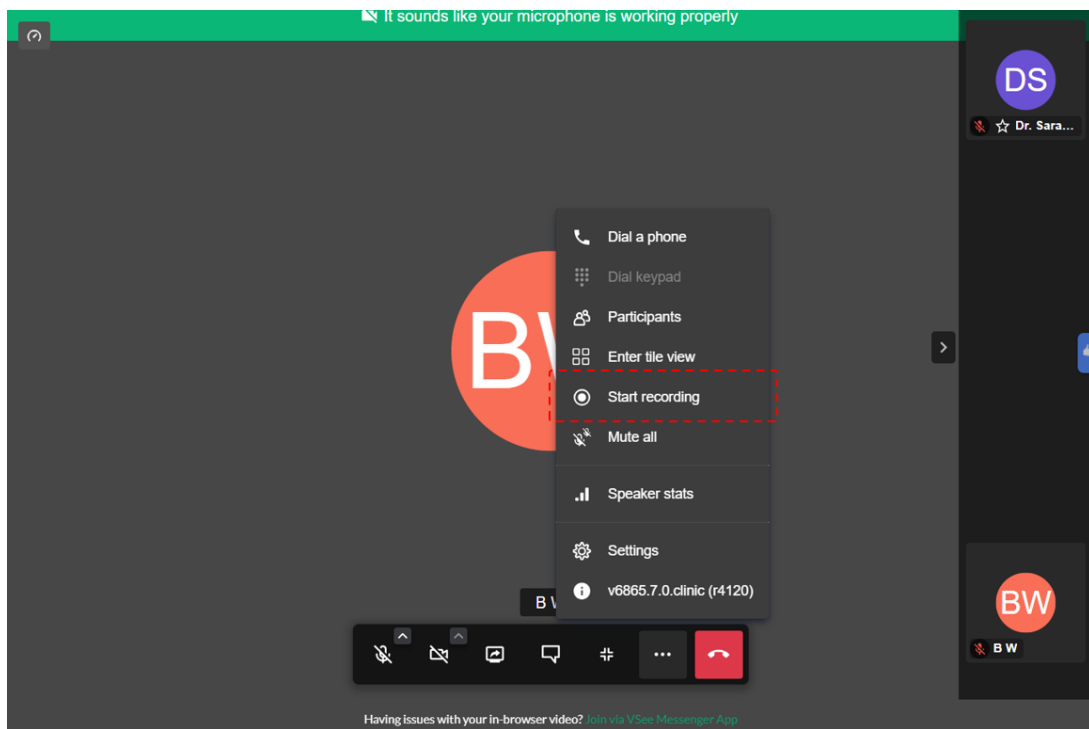 It sounds like your microphone is working properly
DS
Dr. Sara...
BW
Dial a phone
Dial keypad
Participants
Enter tile view
Start recording
Mute all
Speaker stats
Settings
v6865.7.0.clinic (r4120)
B
BW
B W
Having issues with your in-browser video? Join via VSee Messenger App